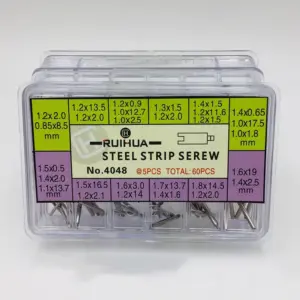 1.2x2.0
0.85x8.5
mm
1.2x13.5
1.2x2.0
1.2x0.9
1.0x12.7
1.0x2.5
1.3x1.5
1.2x2.0
1.4x1.5
1.2x11.6
1.2x1.5
1.4x0.65
1.0x17.5
1.0x1.8
mm
RUIHUA
STEEL STRIP SEREW
No.4048 @5PCS TOTAL:60PCS
1.5x0.5
1.4x2.0
1.1x13.7
mm
1.5x16.5
1.2x2.1
1.6x3.0
1.2x14
1.7x13.7
1.4x1.6
1.8x14.5
1.2x2.0
1.6x19
1.4x2.5
mm